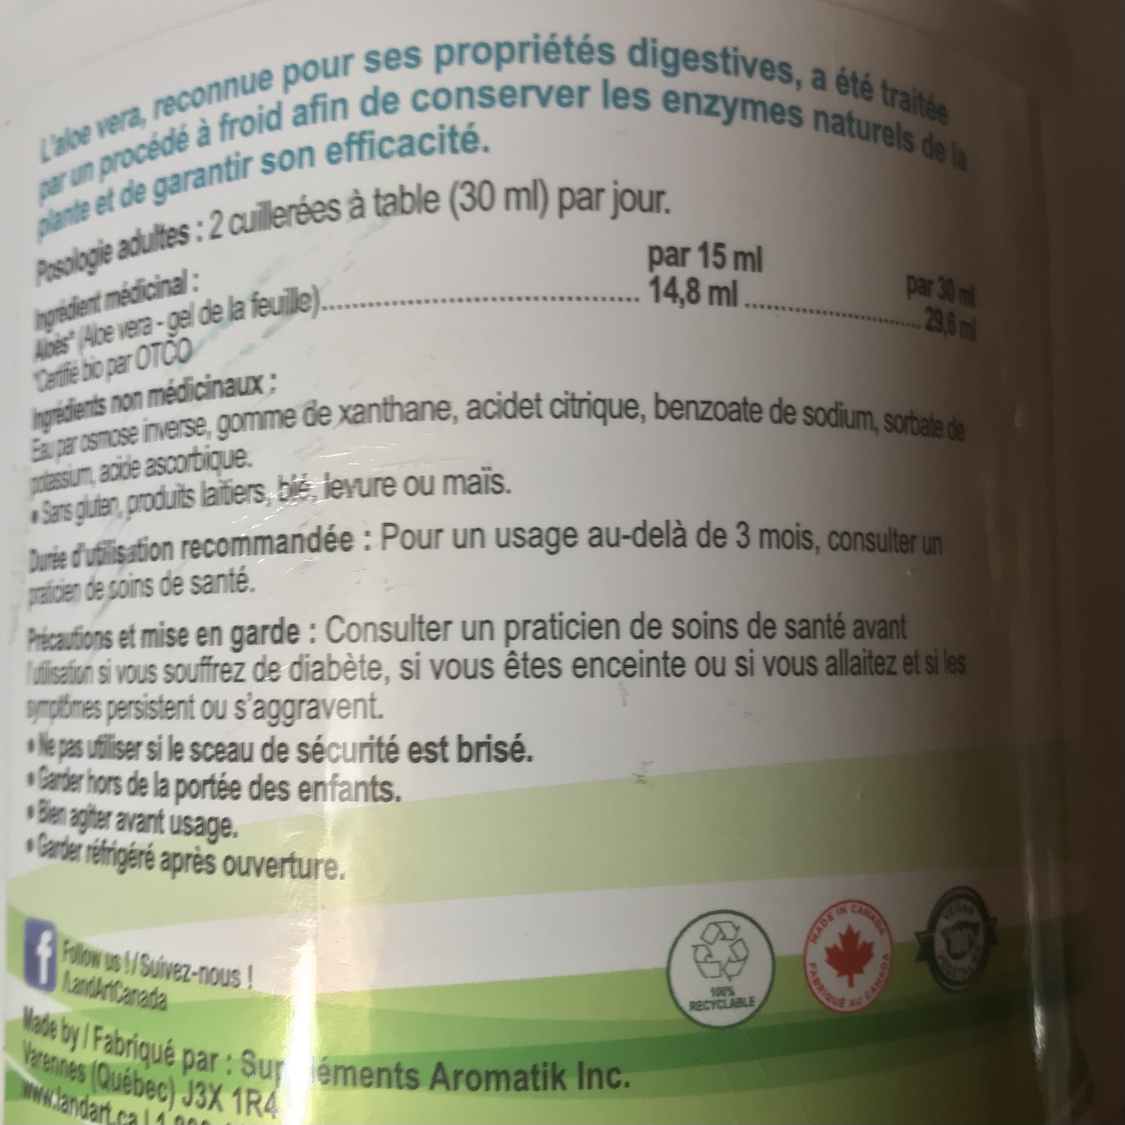 L'aloe vera, reconnue pour ses propriétés digestives, a été traitée
par un procédé à froid afin de conserver les enzymes naturels de la
plante et de garantir son efficacité.
Posologie adultes : 2 cuillerées à table (30 ml) par jour.
Ingrédient médicinal : par 15 ml par 30 ml
Aloès* (Aloe vera - gel de la feuille)............ 14,8 ml ............ 29,6 ml
*Certifié bio par OTCO
Ingrédients non médicinaux :
Eau par osmose inverse, gomme de xanthane, acidet citrique, benzoate de sodium, sorbate de
potassium, acide ascorbique.
• Sans gluten, produits laitiers, blé, levure ou maïs.
Durée d'utilisation recommandée : Pour un usage au-delà de 3 mois, consulter un
praticien de soins de santé.
Précautions et mise en garde : Consulter un praticien de soins de santé avant
l'utilisation si vous souffrez de diabète, si vous êtes enceinte ou si vous allaitez et si les
symptômes persistent ou s'aggravent.
• Ne pas utiliser si le sceau de sécurité est brisé.
• Garder hors de la portée des enfants.
• Bien agiter avant usage.
• Garder réfrigéré après ouverture.
f
Follow us ! / Suivez-nous !
/LandArtCanada
100%
RECYCLABLE
MADE IN CANADA
FABRIQUÉ AU CANADA
VEGAN
100%
Made by / Fabriqué par : Suppléments Aromatik Inc.
Varennes (Québec) J3X 1R4
www.landart.ca |